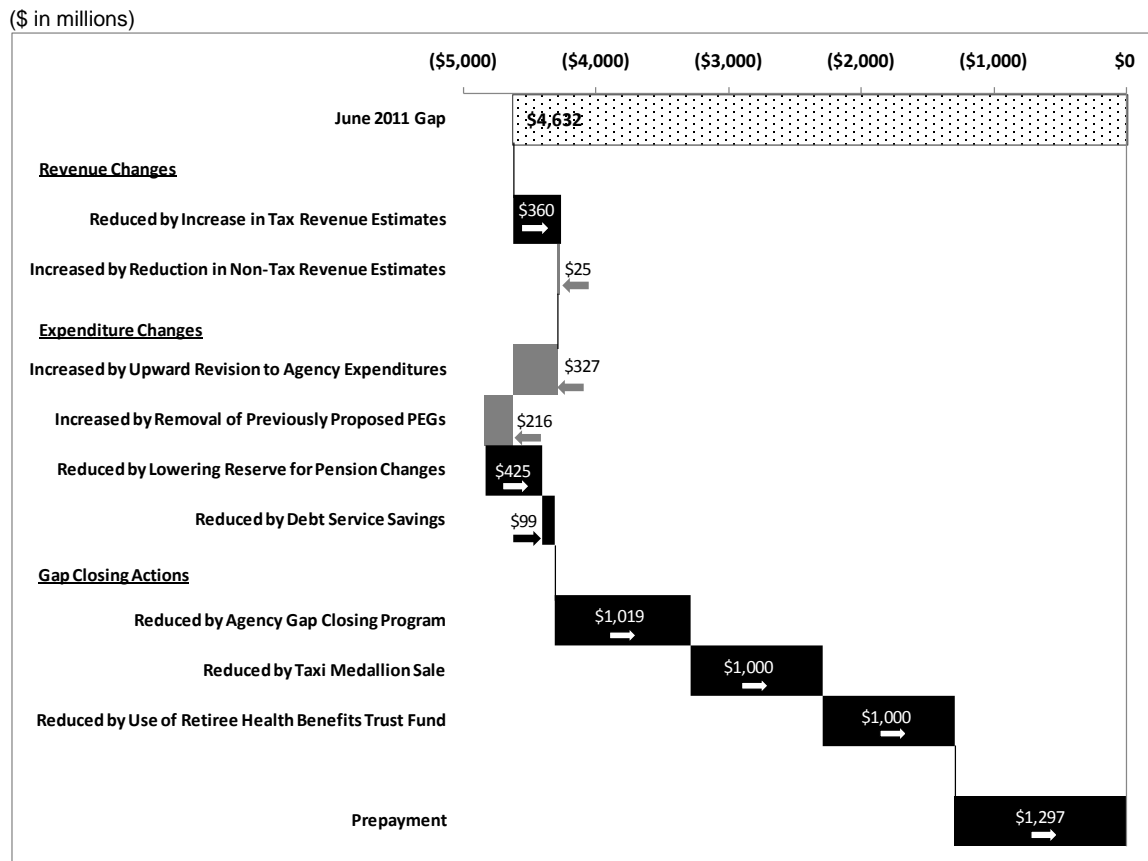 ($ in millions)
($5,000) ($4,000) ($3,000) ($2,000) ($1,000) $0
June 2011 Gap $4,632
Revenue Changes
Reduced by Increase in Tax Revenue Estimates $360
Increased by Reduction in Non-Tax Revenue Estimates $25
Expenditure Changes
Increased by Upward Revision to Agency Expenditures $327
Increased by Removal of Previously Proposed PEGs $216
Reduced by Lowering Reserve for Pension Changes $425
Reduced by Debt Service Savings $99
Gap Closing Actions
Reduced by Agency Gap Closing Program $1,019
Reduced by Taxi Medallion Sale $1,000
Reduced by Use of Retiree Health Benefits Trust Fund $1,000
Prepayment $1,297